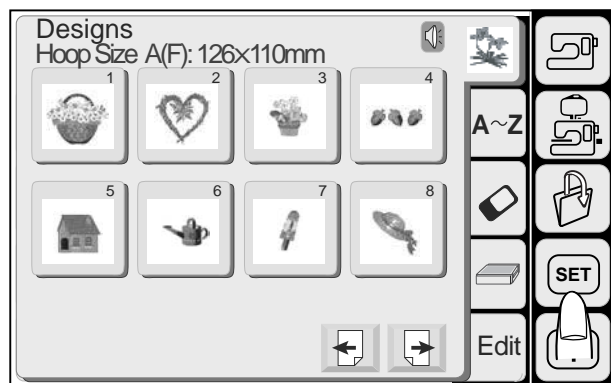 Designs
Hoop Size A(F): 126×110mm
1 2 3 4
A~Z
5 6 7 8
SET
Edit